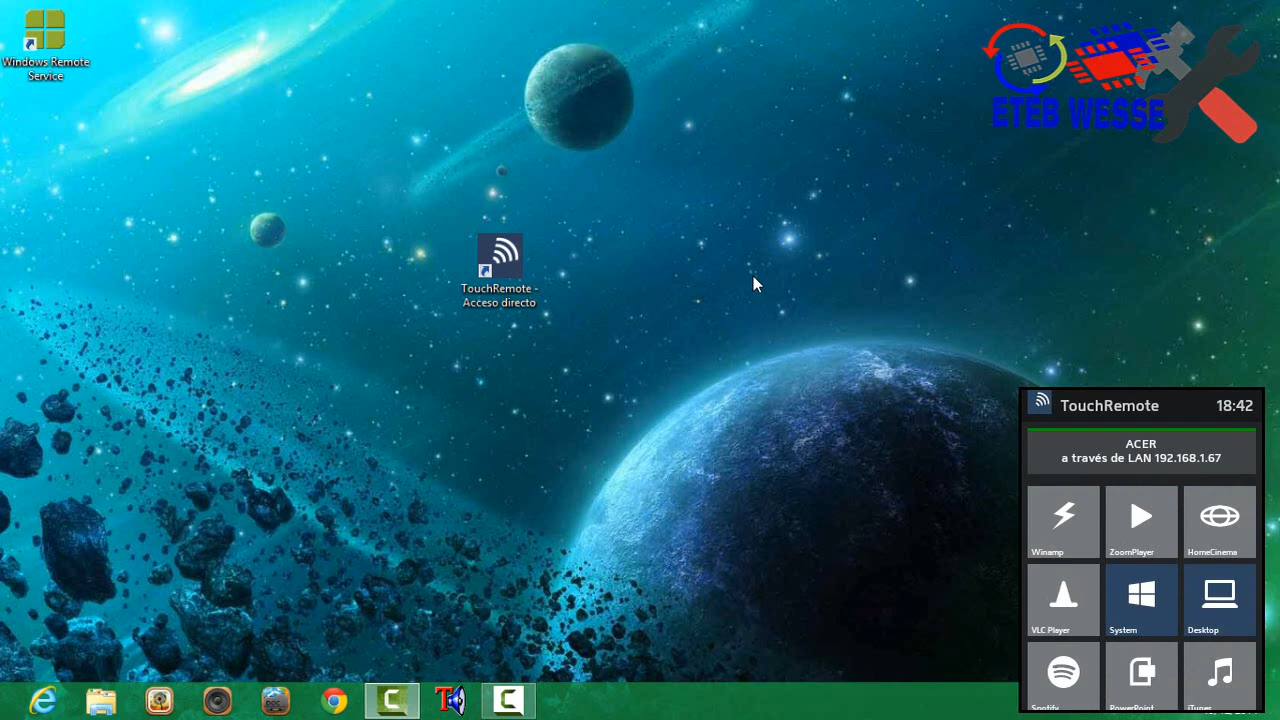 Windows Remote
Service
ETEB WESSE
TouchRemote -
Acceso directo
TouchRemote 18:42
ACER
a través de LAN 192.168.1.67
Winamp ZoomPlayer HomeCinema
VLC Player System Desktop
Spotify PowerPoint iTunes